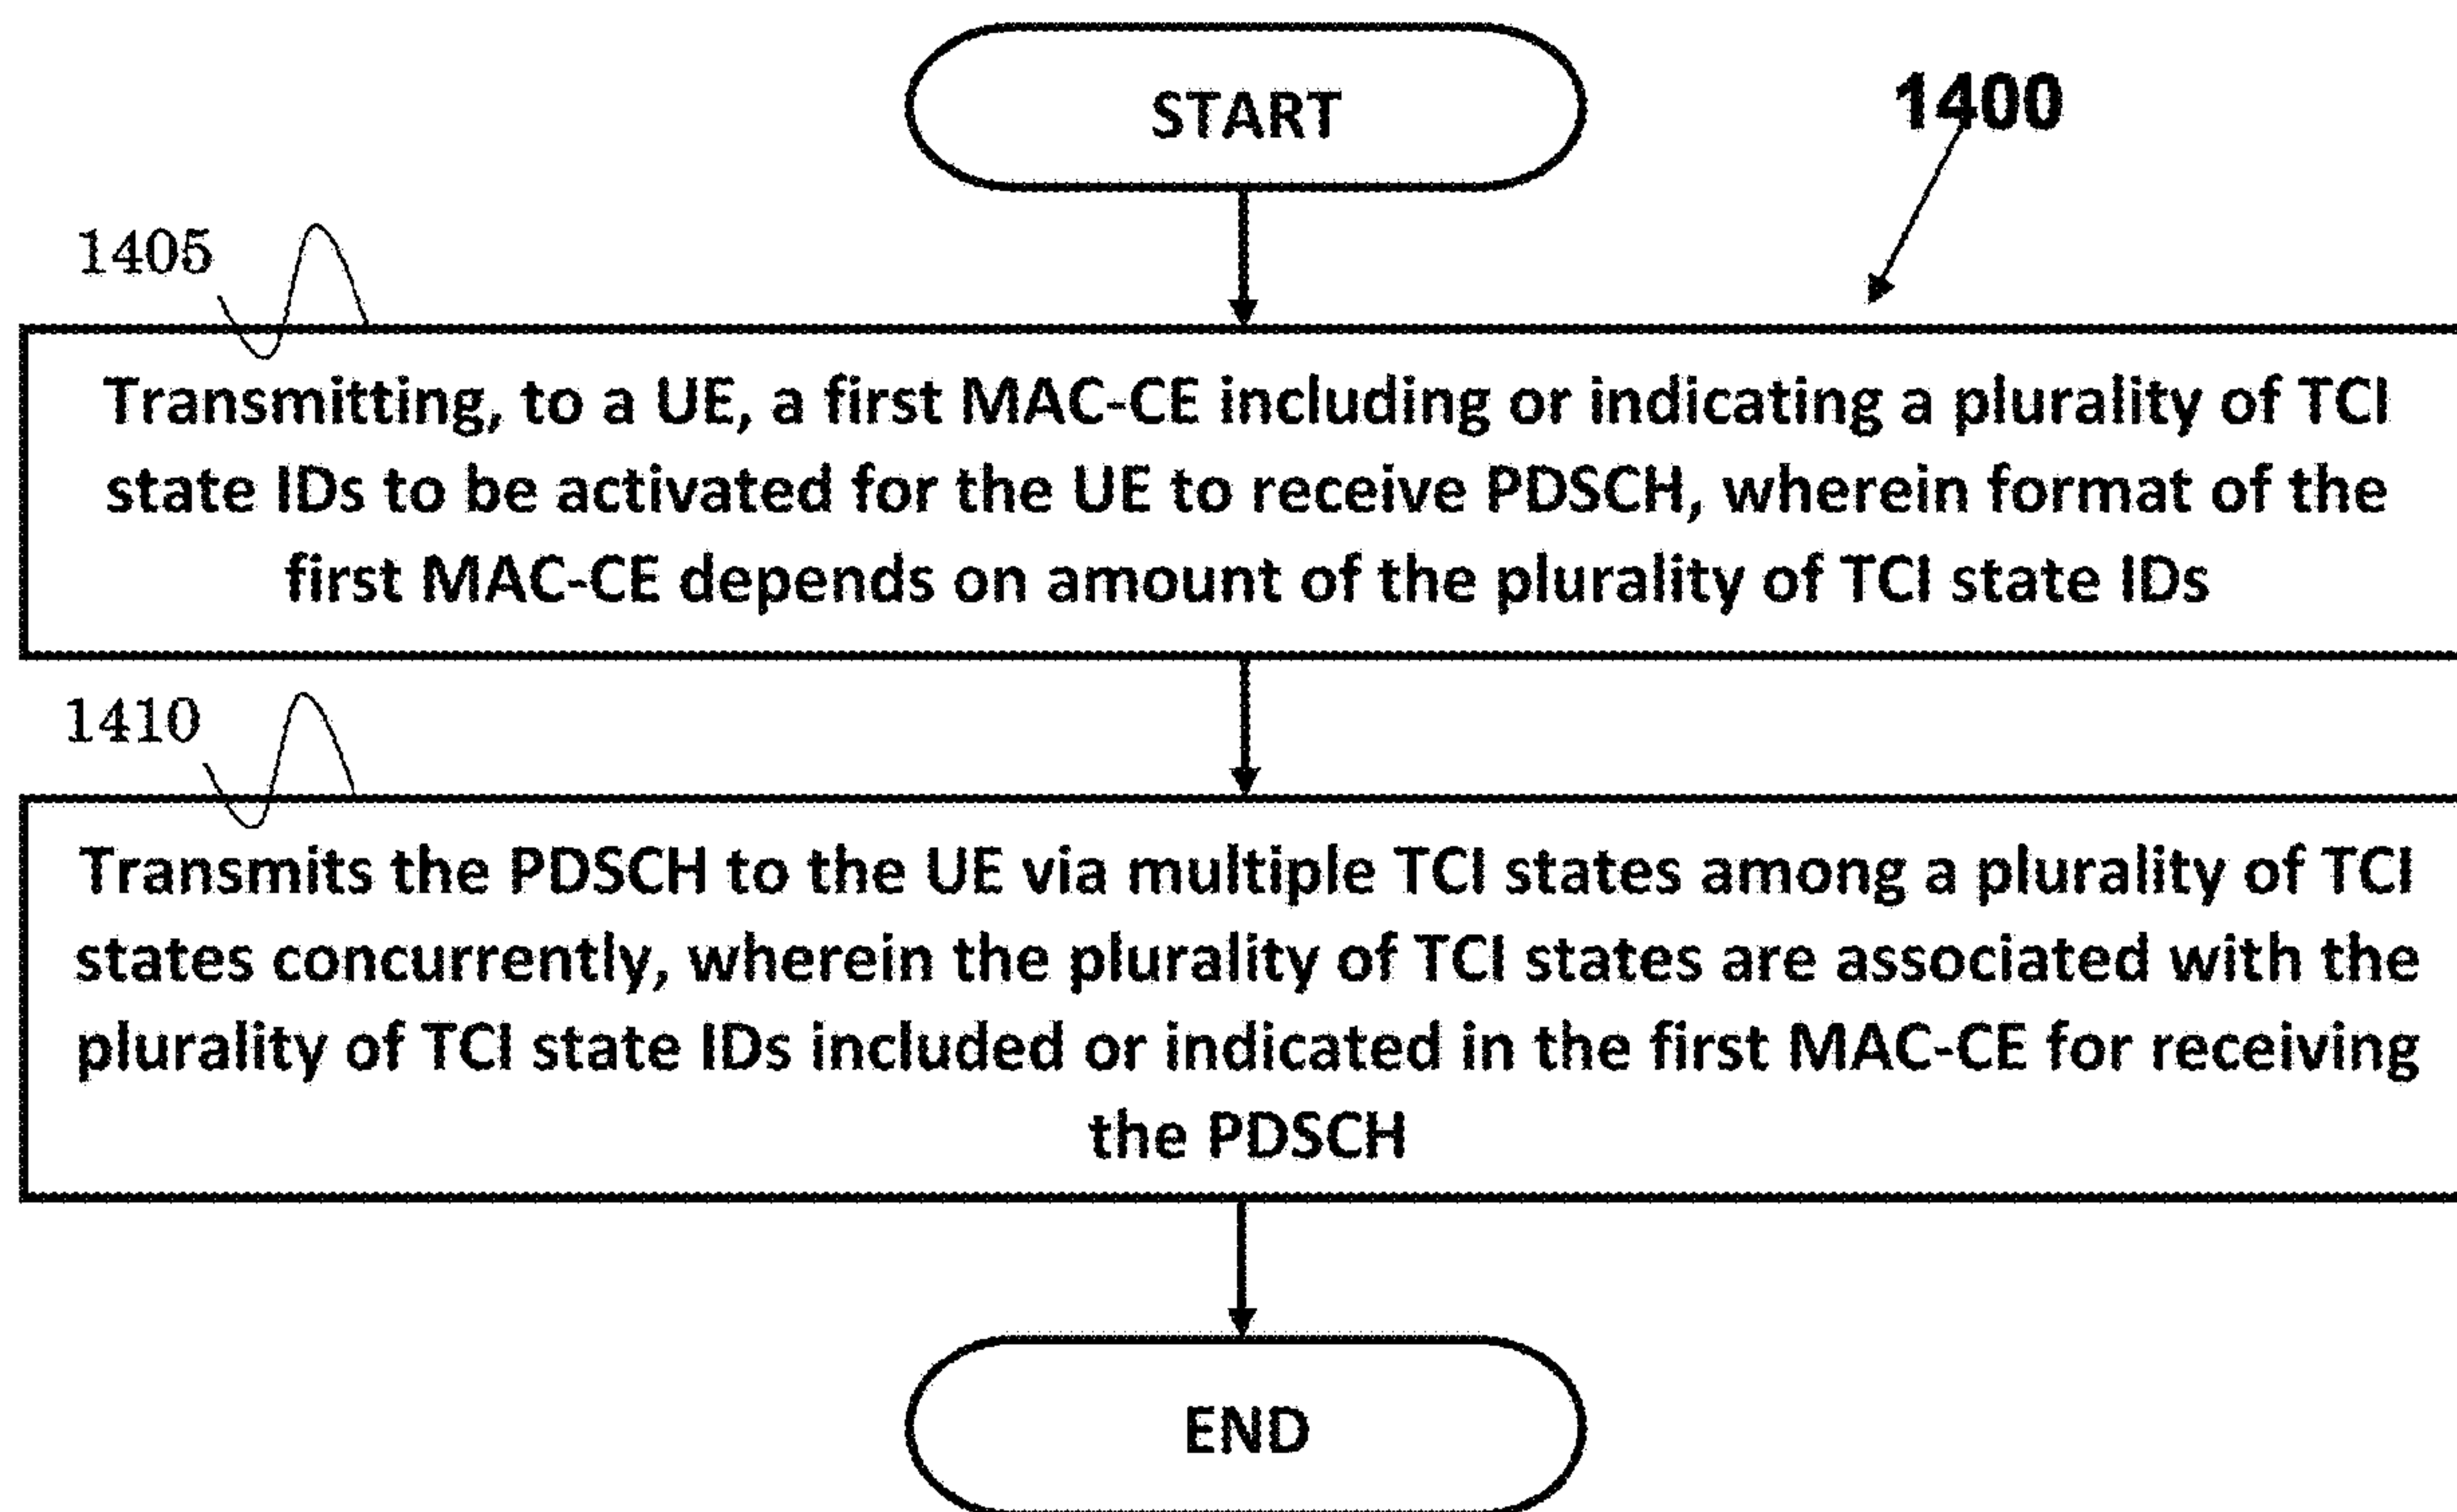 START
1400
1405
Transmitting, to a UE, a first MAC-CE including or indicating a plurality of TCI
state IDs to be activated for the UE to receive PDSCH, wherein format of the
first MAC-CE depends on amount of the plurality of TCI state IDs
1410
Transmits the PDSCH to the UE via multiple TCI states among a plurality of TCI
states concurrently, wherein the plurality of TCI states are associated with the
plurality of TCI state IDs included or indicated in the first MAC-CE for receiving
the PDSCH
END